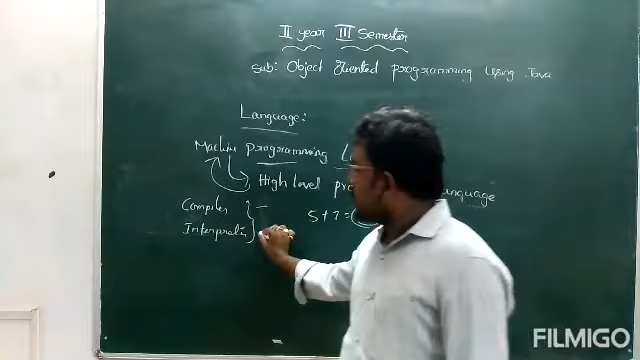 II year III Semester
Sub: Object Oriented programming Using Java
Language:
Machine programming
High level pro
Language
Compiler
Interpreter
5+7=
FILMIGO